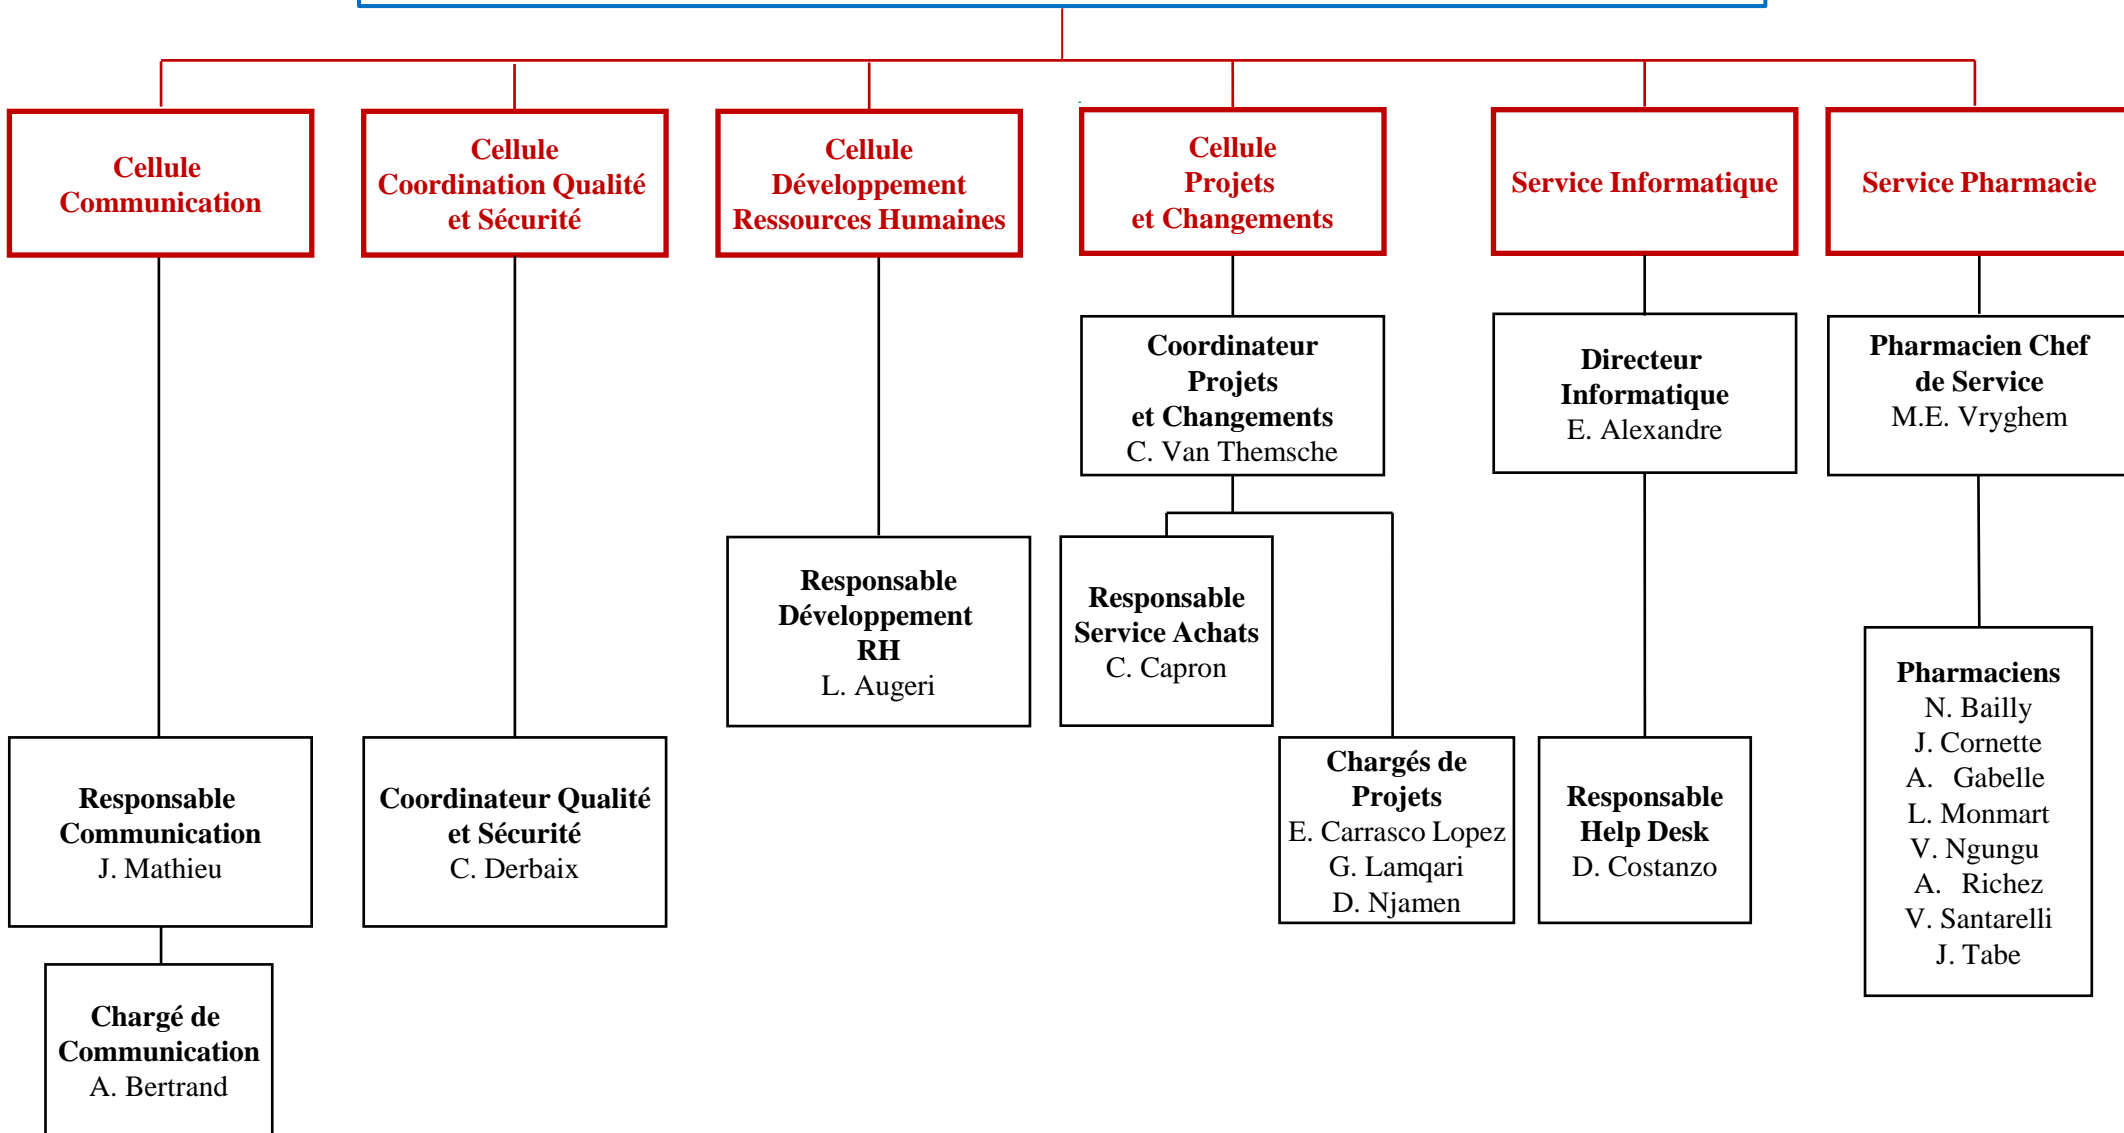 Cellule
Communication
Cellule
Coordination Qualité
et Sécurité
Cellule
Développement
Ressources Humaines
Cellule
Projets
et Changements
Service Informatique
Service Pharmacie
Coordinateur
Projets
et Changements
C. Van Themsche
Directeur
Informatique
E. Alexandre
Pharmacien Chef
de Service
M.E. Vryghem
Responsable
Développement
RH
L. Augeri
Responsable
Service Achats
C. Capron
Pharmaciens
N. Bailly
J. Cornette
A. Gabelle
L. Monmart
V. Ngungu
A. Richez
V. Santarelli
J. Tabe
Responsable
Communication
J. Mathieu
Coordinateur Qualité
et Sécurité
C. Derbaix
Chargés de
Projets
E. Carrasco Lopez
G. Lamqari
D. Njamen
Responsable
Help Desk
D. Costanzo
Chargé de
Communication
A. Bertrand